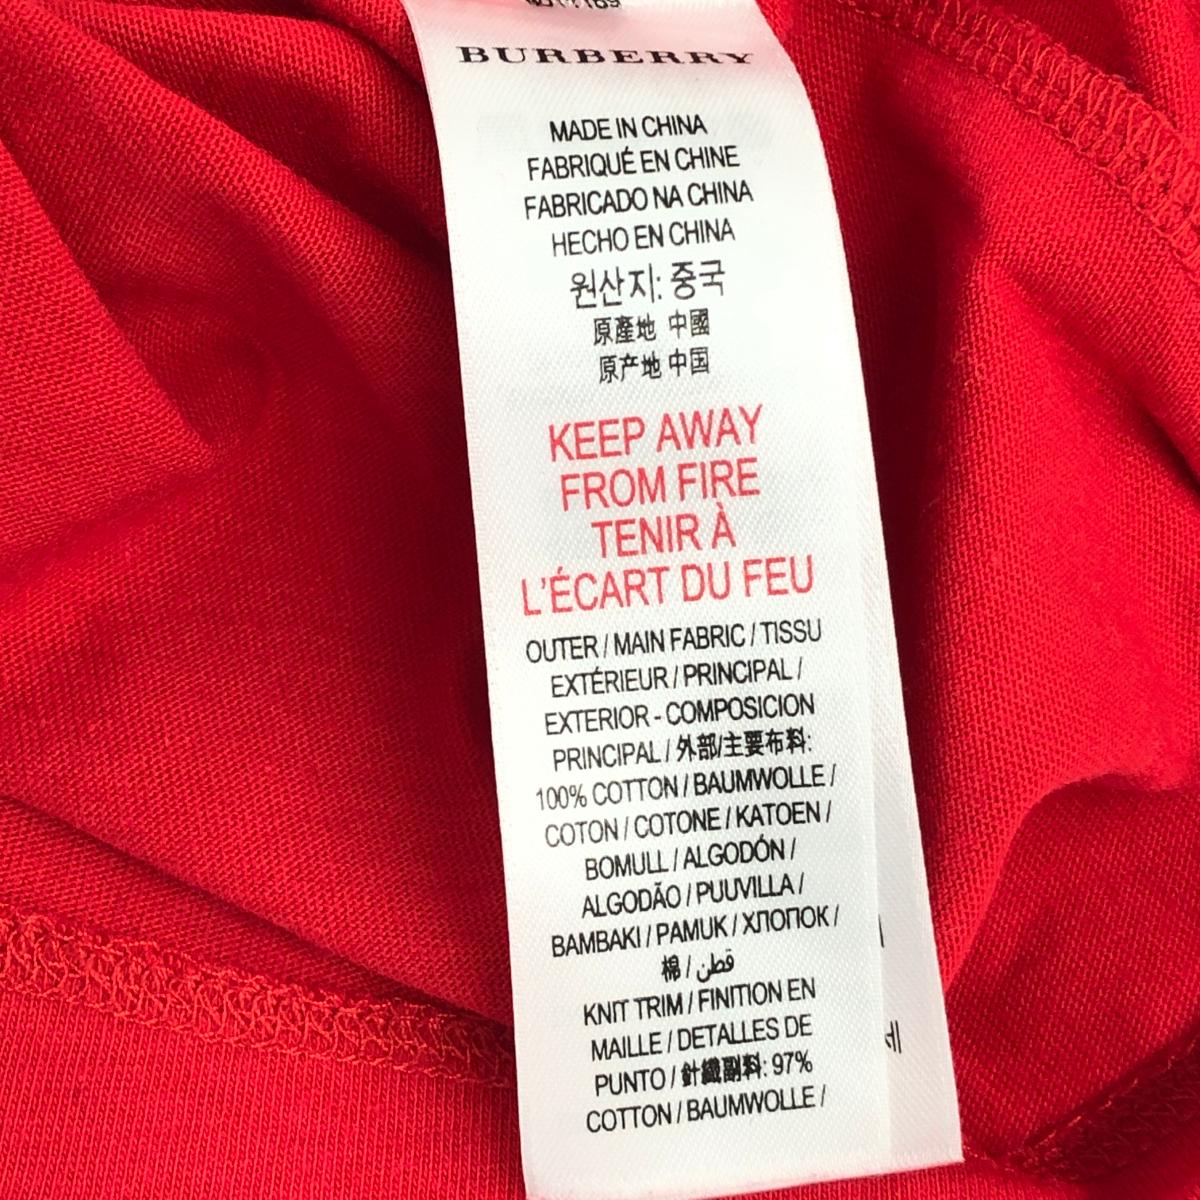 BURBERRY
MADE IN CHINA
FABRIQUÉ EN CHINE
FABRICADO NA CHINA
HECHO EN CHINA
원산지: 중국
原產地 中國
原产地 中国
KEEP AWAY
FROM FIRE
TENIR À
L'ÉCART DU FEU
OUTER / MAIN FABRIC / TISSU
EXTÉRIEUR / PRINCIPAL /
EXTERIOR - COMPOSICION
PRINCIPAL / 外部/主要布料:
100% COTTON / BAUMWOLLE /
COTON / COTONE / KATOEN /
BOMULL / ALGODÓN /
ALGODÃO / PUUVILLA /
BAMBAKI / PAMUK / ХЛОПОК /
棉 / قطن
KNIT TRIM / FINITION EN
MAILLE / DETALLES DE
PUNTO / 針織副料: 97%
COTTON / BAUMWOLLE /